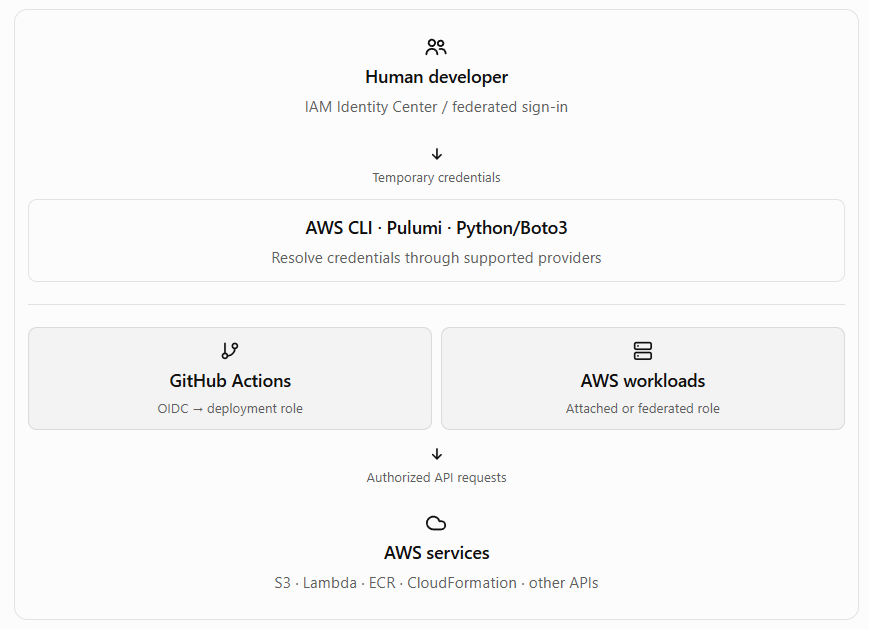 Human developer
IAM Identity Center / federated sign-in
Temporary credentials
AWS CLI · Pulumi · Python/Boto3
Resolve credentials through supported providers
GitHub Actions
OIDC → deployment role
AWS workloads
Attached or federated role
Authorized API requests
AWS services
S3 · Lambda · ECR · CloudFormation · other APIs